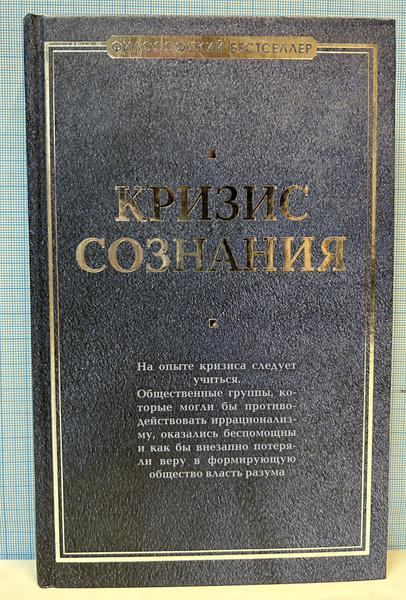 ФИЛОСОФСКИЙ БЕСТСЕЛЛЕР
КРИЗИС
СОЗНАНИЯ
На опыте кризиса следует
учиться.
Общественные группы, ко-
торые могли бы противо-
действовать иррационализ-
му, оказались беспомощны
и как бы внезапно потеря-
ли веру в формирующую
общество власть разума